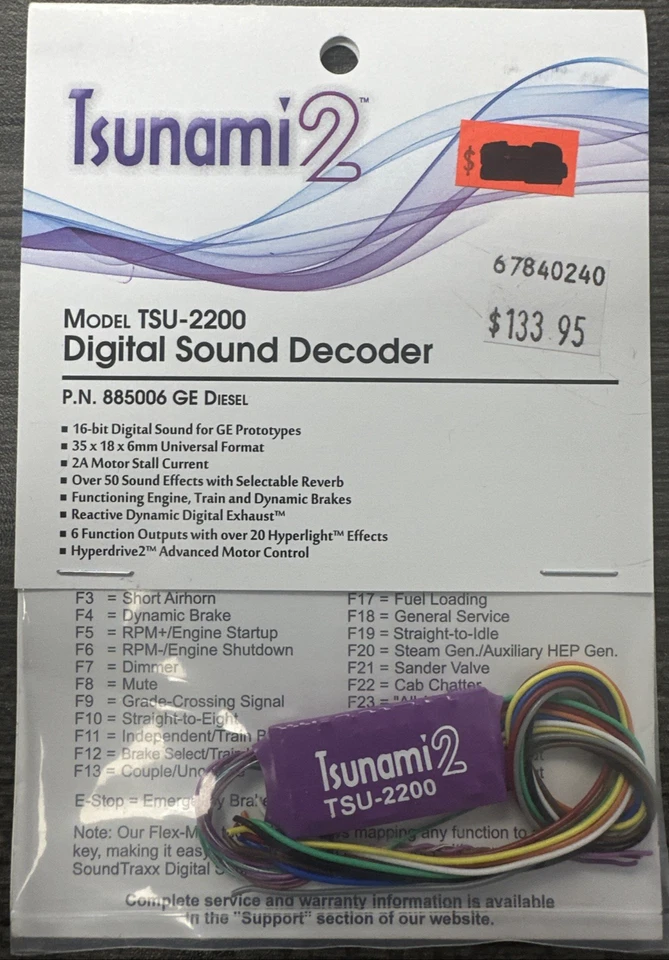 Tsunami2™
$
67840240
$133.95
MODEL TSU-2200
Digital Sound Decoder
P.N. 885006 GE DIESEL
▪ 16-bit Digital Sound for GE Prototypes
▪ 35 x 18 x 6mm Universal Format
▪ 2A Motor Stall Current
▪ Over 50 Sound Effects with Selectable Reverb
▪ Functioning Engine, Train and Dynamic Brakes
▪ Reactive Dynamic Digital Exhaust™
▪ 6 Function Outputs with over 20 Hyperlight™ Effects
▪ Hyperdrive2™ Advanced Motor Control
F3 = Short Airhorn
F4 = Dynamic Brake
F5 = RPM+/Engine Startup
F6 = RPM-/Engine Shutdown
F7 = Dimmer
F8 = Mute
F9 = Grade-Crossing Signal
F10 = Straight-to-Eight
F11 = Independent/Train
F12 = Brake Select/
F13 = Couple/
F17 = Fuel Loading
F18 = General Service
F19 = Straight-to-Idle
F20 = Steam Gen./Auxiliary HEP Gen.
F21 = Sander Valve
F22 = Cab Chatter
F23 =
E-Stop =
Tsunami2
TSU-2200
Note: Our mapping any function to
key, making it easy
SoundTraxx Digital
Complete service and warranty information is available
in the "Support" section of our website.